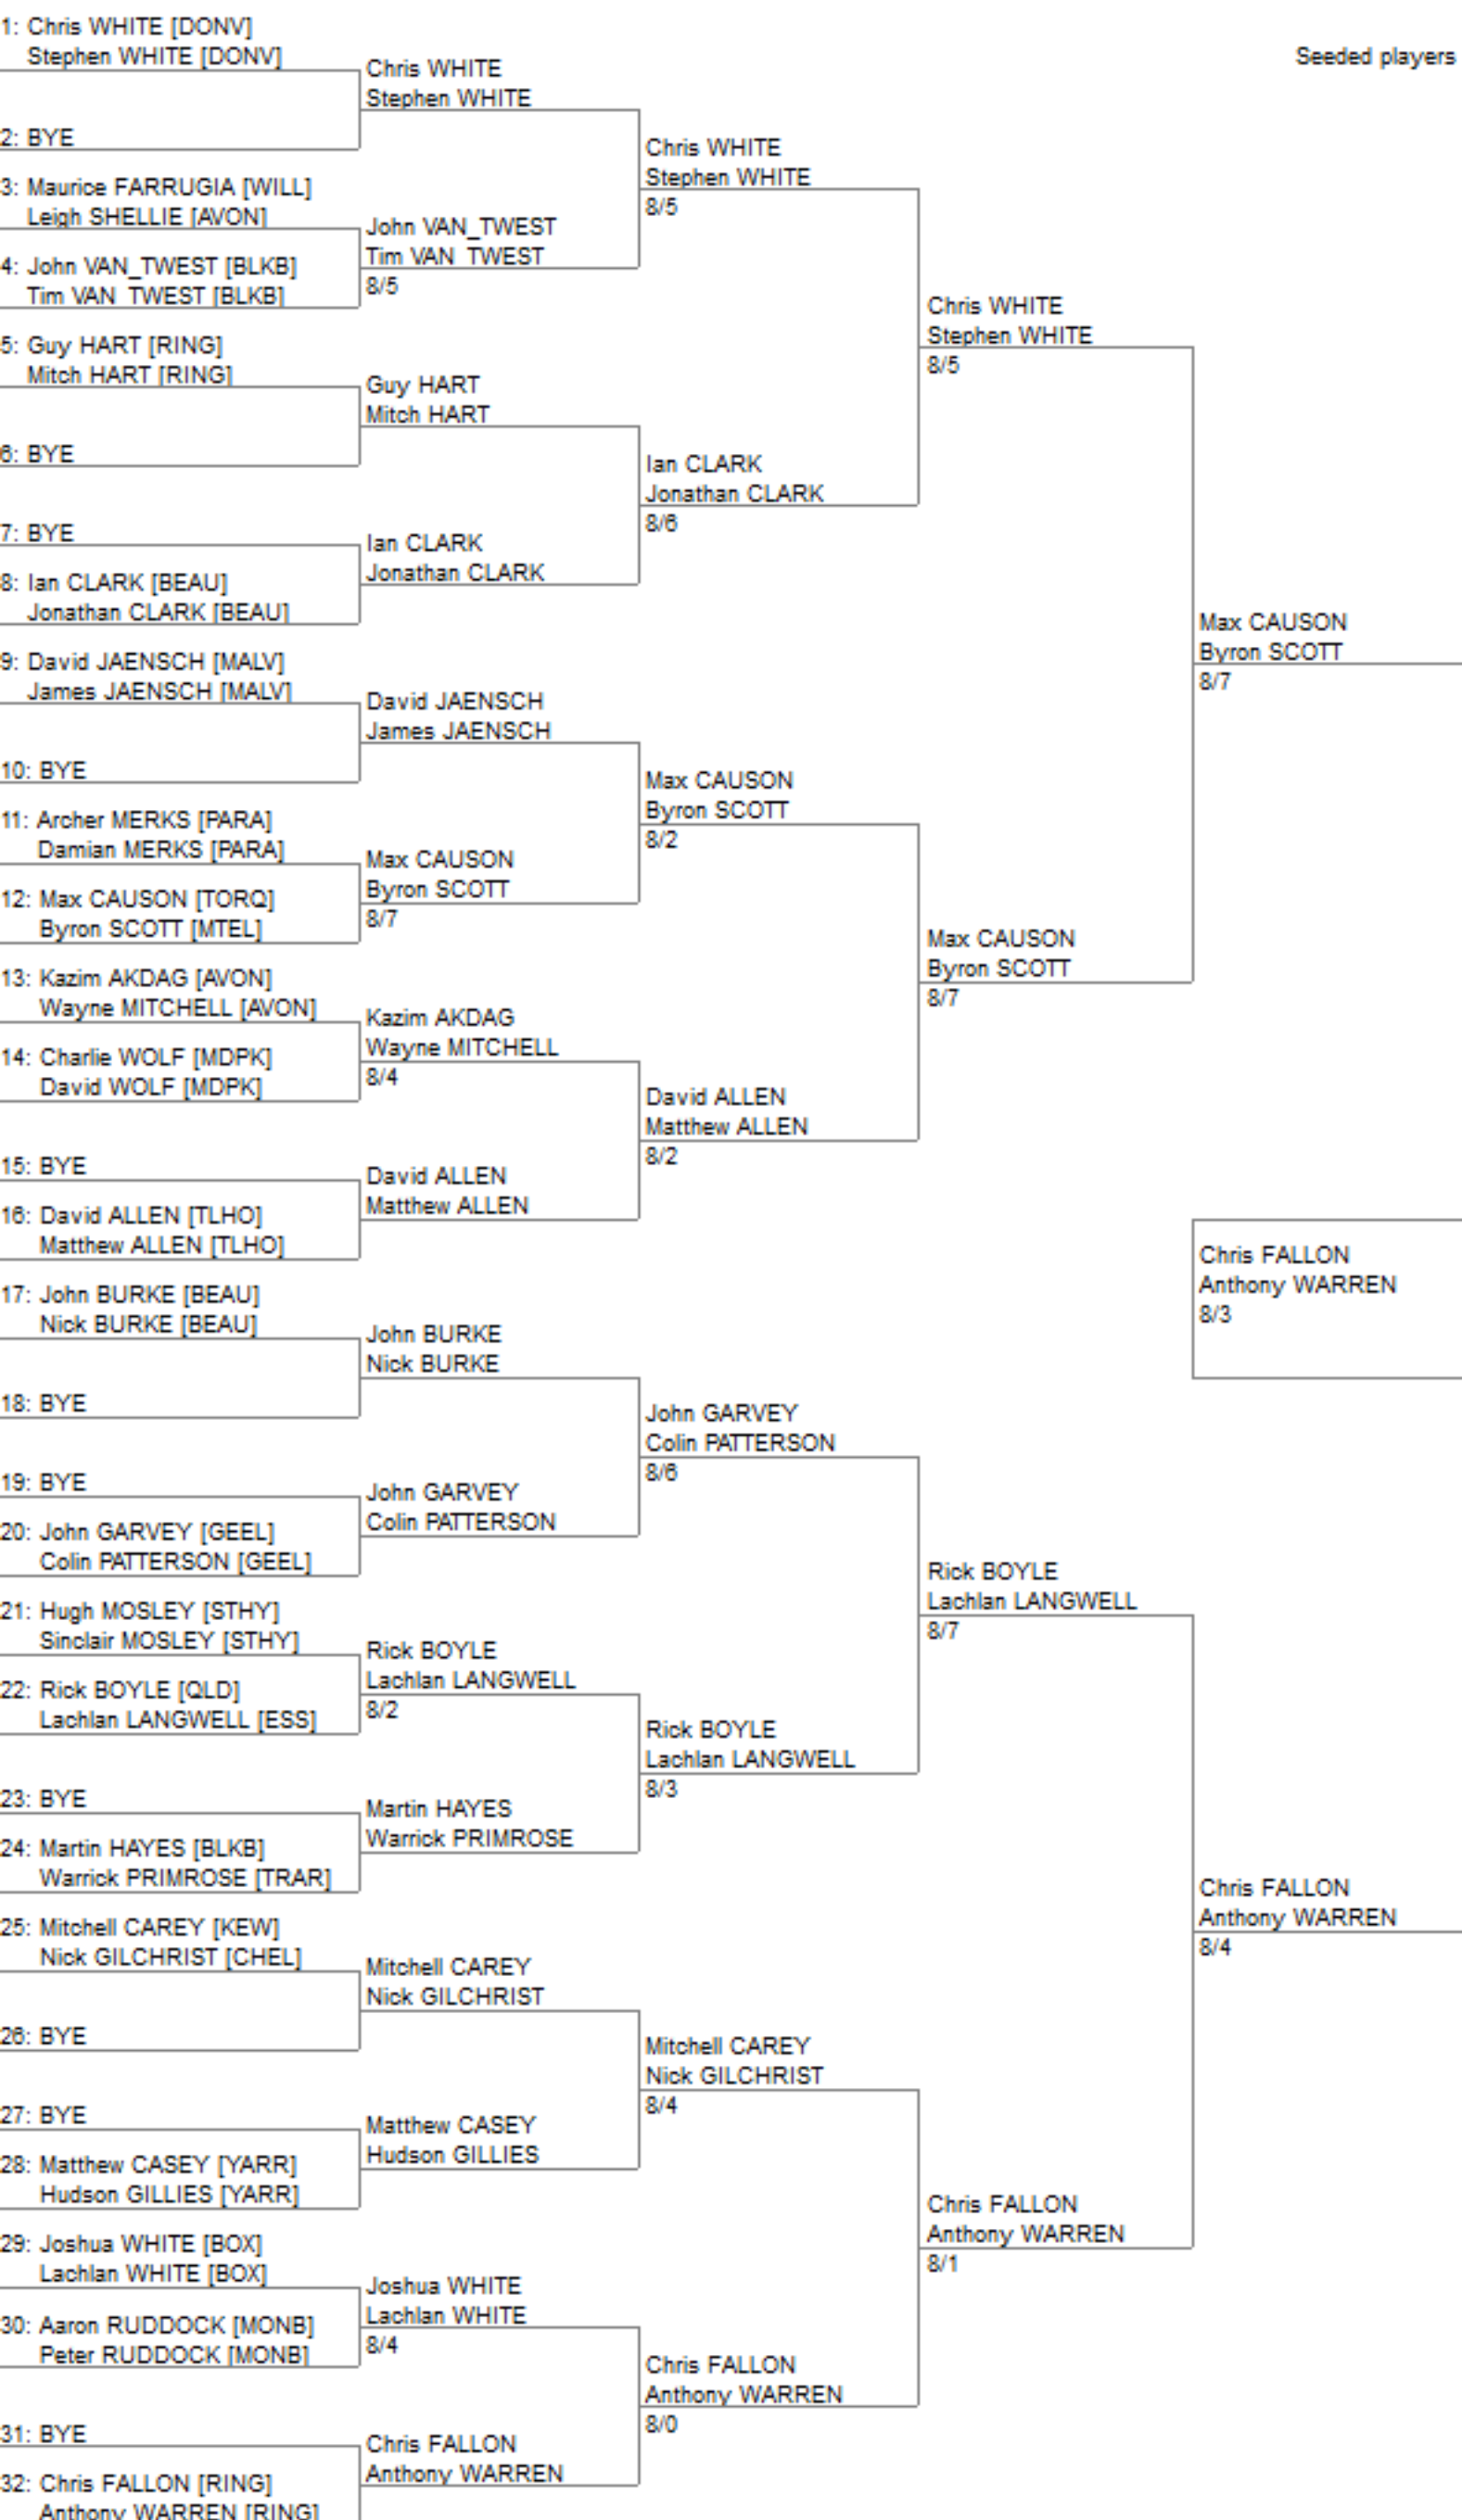 1: Chris WHITE [DONV]
Stephen WHITE [DONV]
2: BYE
3: Maurice FARRUGIA [WILL]
Leigh SHELLIE [AVON]
4: John VAN_TWEST [BLKB]
Tim VAN_TWEST [BLKB]
5: Guy HART [RING]
Mitch HART [RING]
6: BYE
7: BYE
8: Ian CLARK [BEAU]
Jonathan CLARK [BEAU]
9: David JAENSCH [MALV]
James JAENSCH [MALV]
10: BYE
11: Archer MERKS [PARA]
Damian MERKS [PARA]
12: Max CAUSON [TORQ]
Byron SCOTT [MTEL]
13: Kazim AKDAG [AVON]
Wayne MITCHELL [AVON]
14: Charlie WOLF [MDPK]
David WOLF [MDPK]
15: BYE
16: David ALLEN [TLHO]
Matthew ALLEN [TLHO]
17: John BURKE [BEAU]
Nick BURKE [BEAU]
18: BYE
19: BYE
20: John GARVEY [GEEL]
Colin PATTERSON [GEEL]
21: Hugh MOSLEY [STHY]
Sinclair MOSLEY [STHY]
22: Rick BOYLE [QLD]
Lachlan LANGWELL [ESS]
23: BYE
24: Martin HAYES [BLKB]
Warrick PRIMROSE [TRAR]
25: Mitchell CAREY [KEW]
Nick GILCHRIST [CHEL]
26: BYE
27: BYE
28: Matthew CASEY [YARR]
Hudson GILLIES [YARR]
29: Joshua WHITE [BOX]
Lachlan WHITE [BOX]
30: Aaron RUDDOCK [MONB]
Peter RUDDOCK [MONB]
31: BYE
32: Chris FALLON [RING]
Anthony WARREN [RING]
Chris WHITE
Stephen WHITE
John VAN_TWEST
Tim VAN_TWEST
8/5
Guy HART
Mitch HART
Ian CLARK
Jonathan CLARK
David JAENSCH
James JAENSCH
Max CAUSON
Byron SCOTT
8/7
Kazim AKDAG
Wayne MITCHELL
8/4
David ALLEN
Matthew ALLEN
John BURKE
Nick BURKE
John GARVEY
Colin PATTERSON
Rick BOYLE
Lachlan LANGWELL
8/2
Martin HAYES
Warrick PRIMROSE
Mitchell CAREY
Nick GILCHRIST
Matthew CASEY
Hudson GILLIES
Joshua WHITE
Lachlan WHITE
8/4
Chris FALLON
Anthony WARREN
Chris WHITE
Stephen WHITE
8/5
Ian CLARK
Jonathan CLARK
8/6
Max CAUSON
Byron SCOTT
8/2
David ALLEN
Matthew ALLEN
8/2
John GARVEY
Colin PATTERSON
8/6
Rick BOYLE
Lachlan LANGWELL
8/3
Mitchell CAREY
Nick GILCHRIST
8/4
Chris FALLON
Anthony WARREN
8/0
Chris WHITE
Stephen WHITE
8/5
Max CAUSON
Byron SCOTT
8/7
Rick BOYLE
Lachlan LANGWELL
8/7
Chris FALLON
Anthony WARREN
8/1
Seeded players
Max CAUSON
Byron SCOTT
8/7
Chris FALLON
Anthony WARREN
8/3
Chris FALLON
Anthony WARREN
8/4